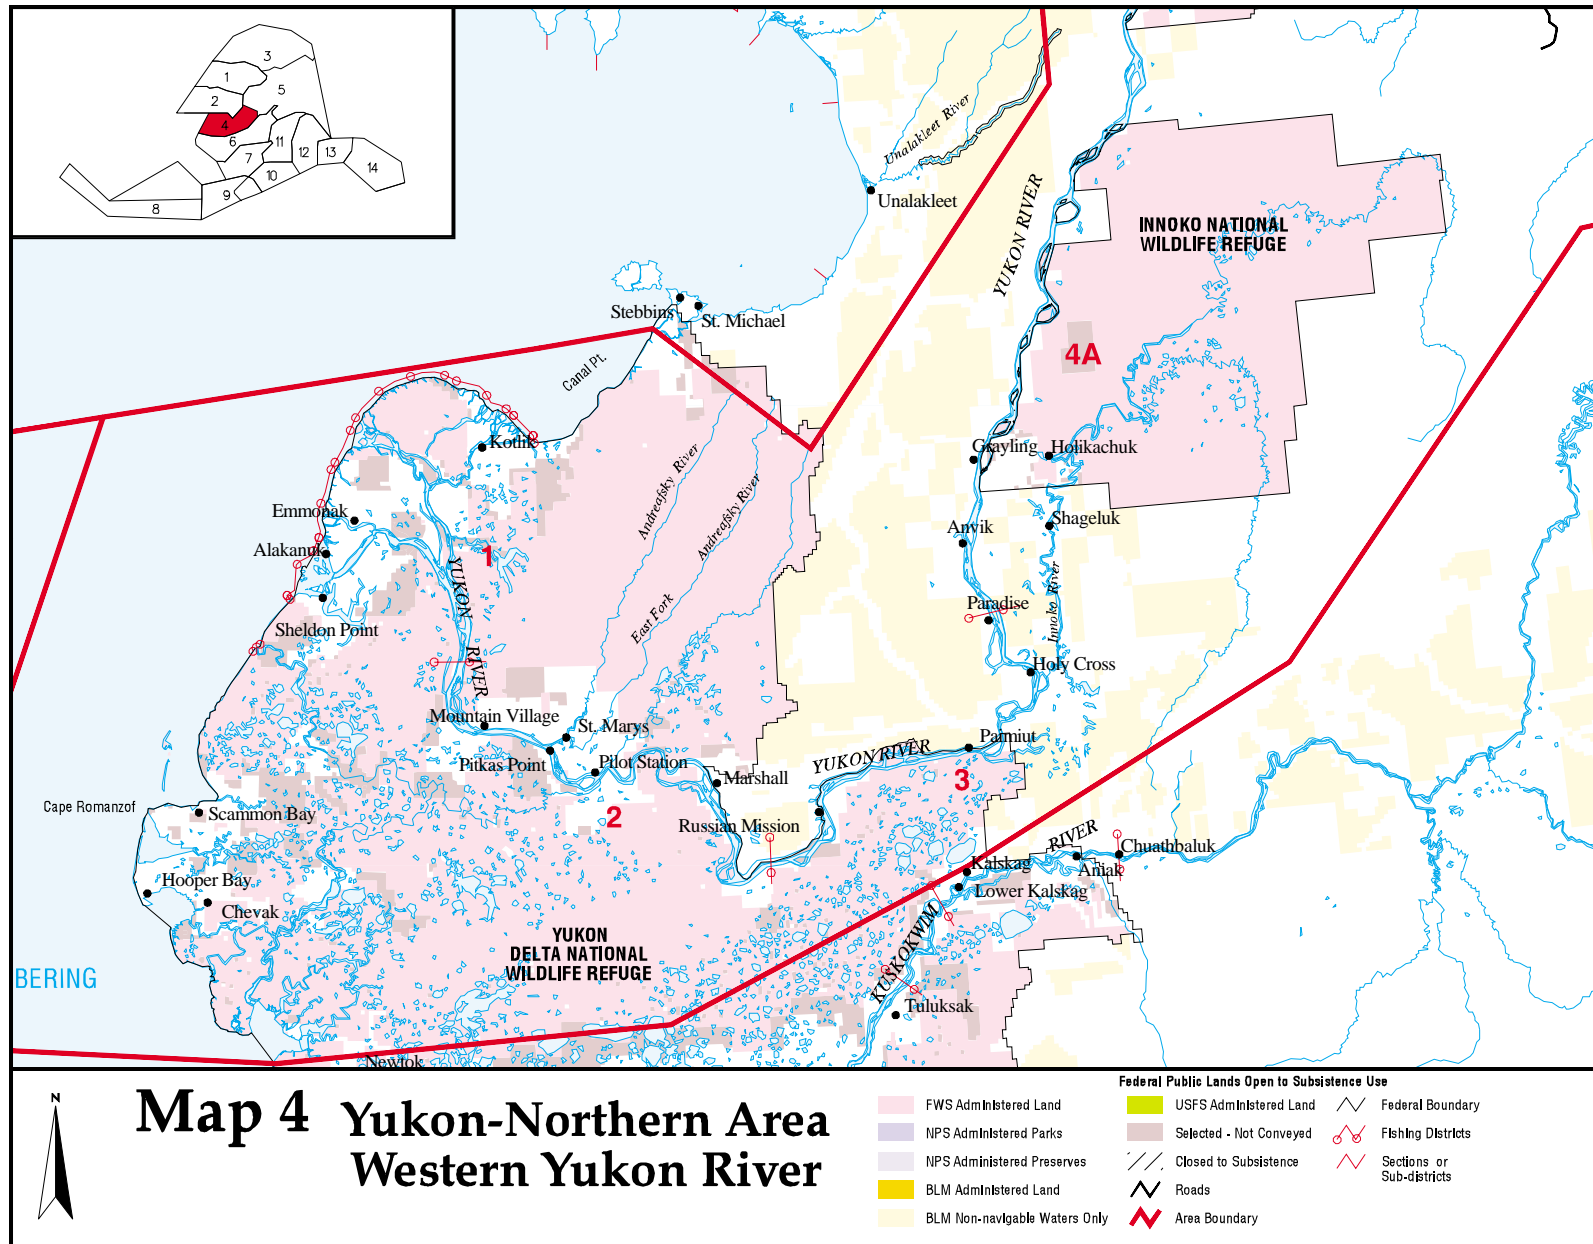 3
1
5
2
4
6
11
7
12
13
14
10
9
8
Unalakleet River
Unalakleet
YUKON RIVER
INNOKO NATIONAL
WILDLIFE REFUGE
Stebbins
St. Michael
Canal Pt.
4A
Kotlik
Grayling
Holikachuk
Andreafsky River
Andreafsky River
East Fork
Emmonak
Alakanuk
1
YUKON
RIVER
Anvik
Shageluk
Innoko River
Paradise
Sheldon Point
Holy Cross
Mountain Village
St. Marys
Pitkas Point
Pilot Station
Marshall
YUKON RIVER
Pamiut
3
2
Russian Mission
Cape Romanzof
Scammon Bay
Hooper Bay
Chevak
RIVER
Chuathbaluk
Kalskag
Aniak
Lower Kalskag
KUSKOKWIM
YUKON
DELTA NATIONAL
WILDLIFE REFUGE
BERING
Tuluksak
Newtok
N
Map 4
Yukon-Northern Area
Western Yukon River
Federal Public Lands Open to Subsistence Use
FWS Administered Land
NPS Administered Parks
NPS Administered Preserves
BLM Administered Land
BLM Non-navigable Waters Only
USFS Administered Land
Selected - Not Conveyed
Closed to Subsistence
Roads
Area Boundary
Federal Boundary
Fishing Districts
Sections or
Sub-districts